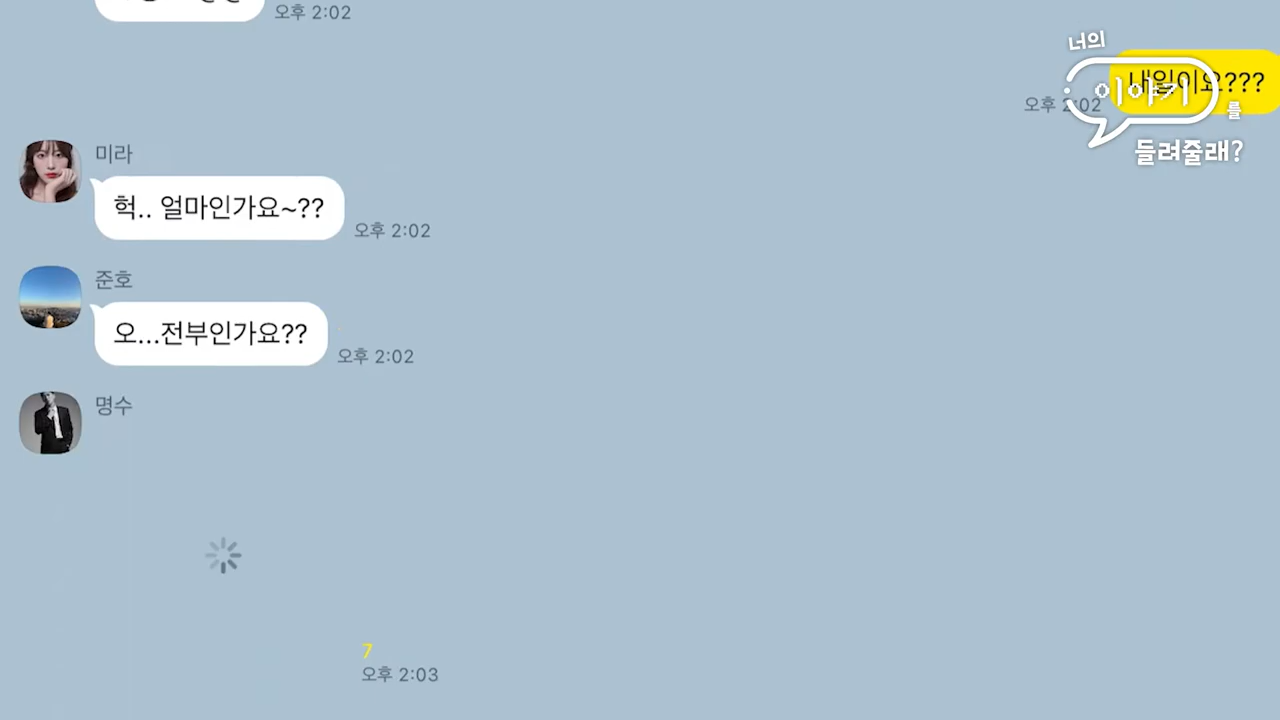 오후 2:02
너의
내일이요???
이야기
오후 2:02
를
들려줄래?
미라
헉.. 얼마인가요~??
오후 2:02
준호
오...전부인가요??
오후 2:02
명수
7
오후 2:03